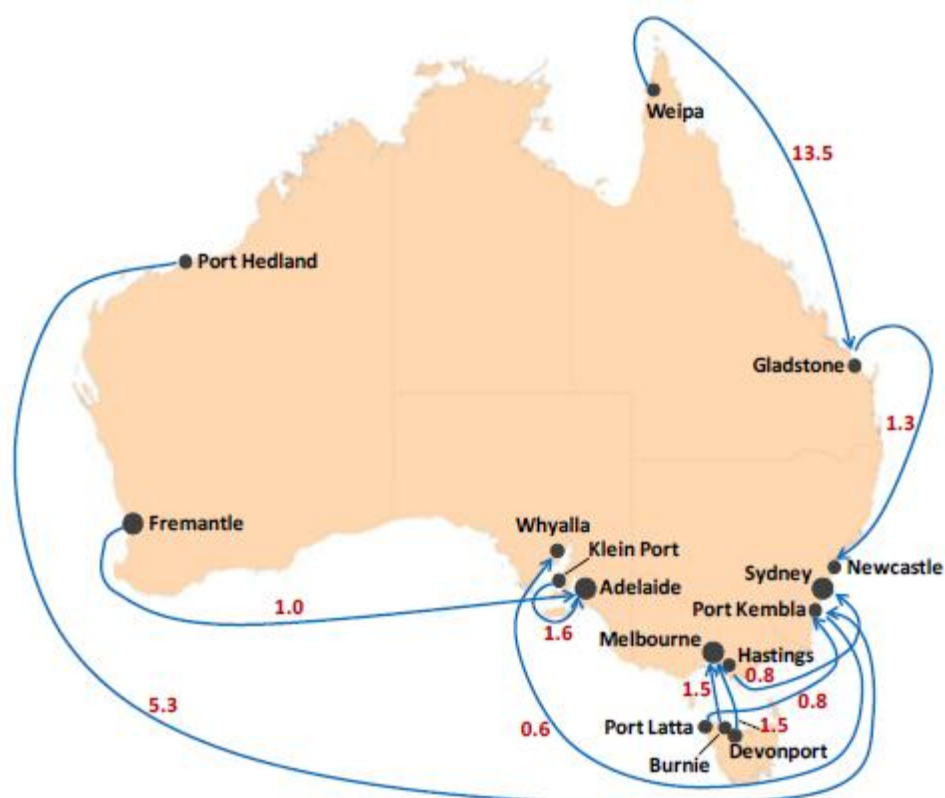 Weipa
13.5
Port Hedland
Gladstone
1.3
Fremantle
Whyalla
Klein Port
Newcastle
Sydney
Adelaide
1.0
Port Kembla
1.6
Melbourne
Hastings
0.8
1.5
0.8
5.3
0.6
Port Latta
1.5
Devonport
Burnie